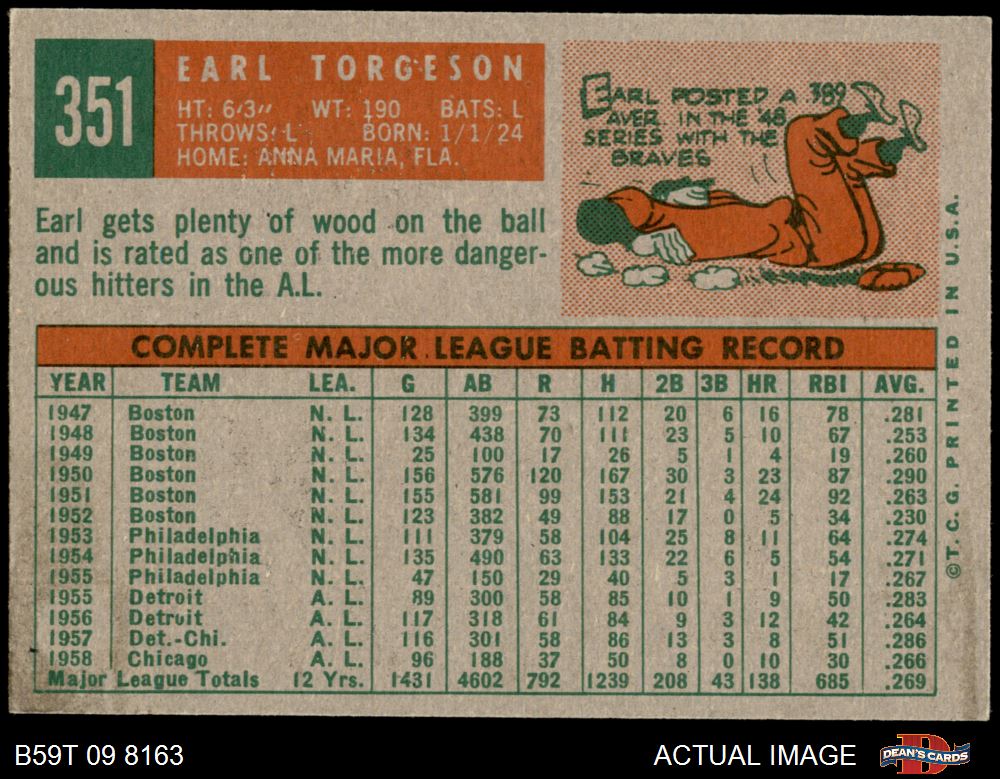 351
EARL TORGESON
HT: 6'3" WT: 190 BATS: L
THROWS: L BORN: 1/1/24
HOME: ANNA MARIA, FLA.
EARL POSTED A 389
AVER. IN THE '48
SERIES WITH THE
BRAVES
Earl gets plenty of wood on the ball
and is rated as one of the more danger-
ous hitters in the A.L.
COMPLETE MAJOR LEAGUE BATTING RECORD
YEAR TEAM LEA. G AB R H 2B 3B HR RBI AVG.
1947 Boston N. L. 128 399 73 112 20 6 16 78 .281
1948 Boston N. L. 134 438 70 111 23 5 10 67 .253
1949 Boston N. L. 25 100 17 26 5 1 4 19 .260
1950 Boston N. L. 156 576 120 167 30 3 23 87 .290
1951 Boston N. L. 155 581 99 153 21 4 24 92 .263
1952 Boston N. L. 123 382 49 88 17 0 5 34 .230
1953 Philadelphia N. L. 111 379 58 104 25 8 11 64 .274
1954 Philadelphia N. L. 135 490 63 133 22 6 5 54 .271
1955 Philadelphia N. L. 47 150 29 40 5 3 1 17 .267
1955 Detroit A. L. 89 300 58 85 10 1 9 50 .283
1956 Detroit A. L. 117 318 61 84 9 3 12 42 .264
1957 Det.-Chi. A. L. 116 301 58 86 13 3 8 51 .286
1958 Chicago A. L. 96 188 37 50 8 0 10 30 .266
Major League Totals 12 Yrs. 1431 4602 792 1239 208 43 138 685 .269
©T. C. G. PRINTED IN U.S.A.
B59T 09 8163
ACTUAL IMAGE
DEAN'S CARDS